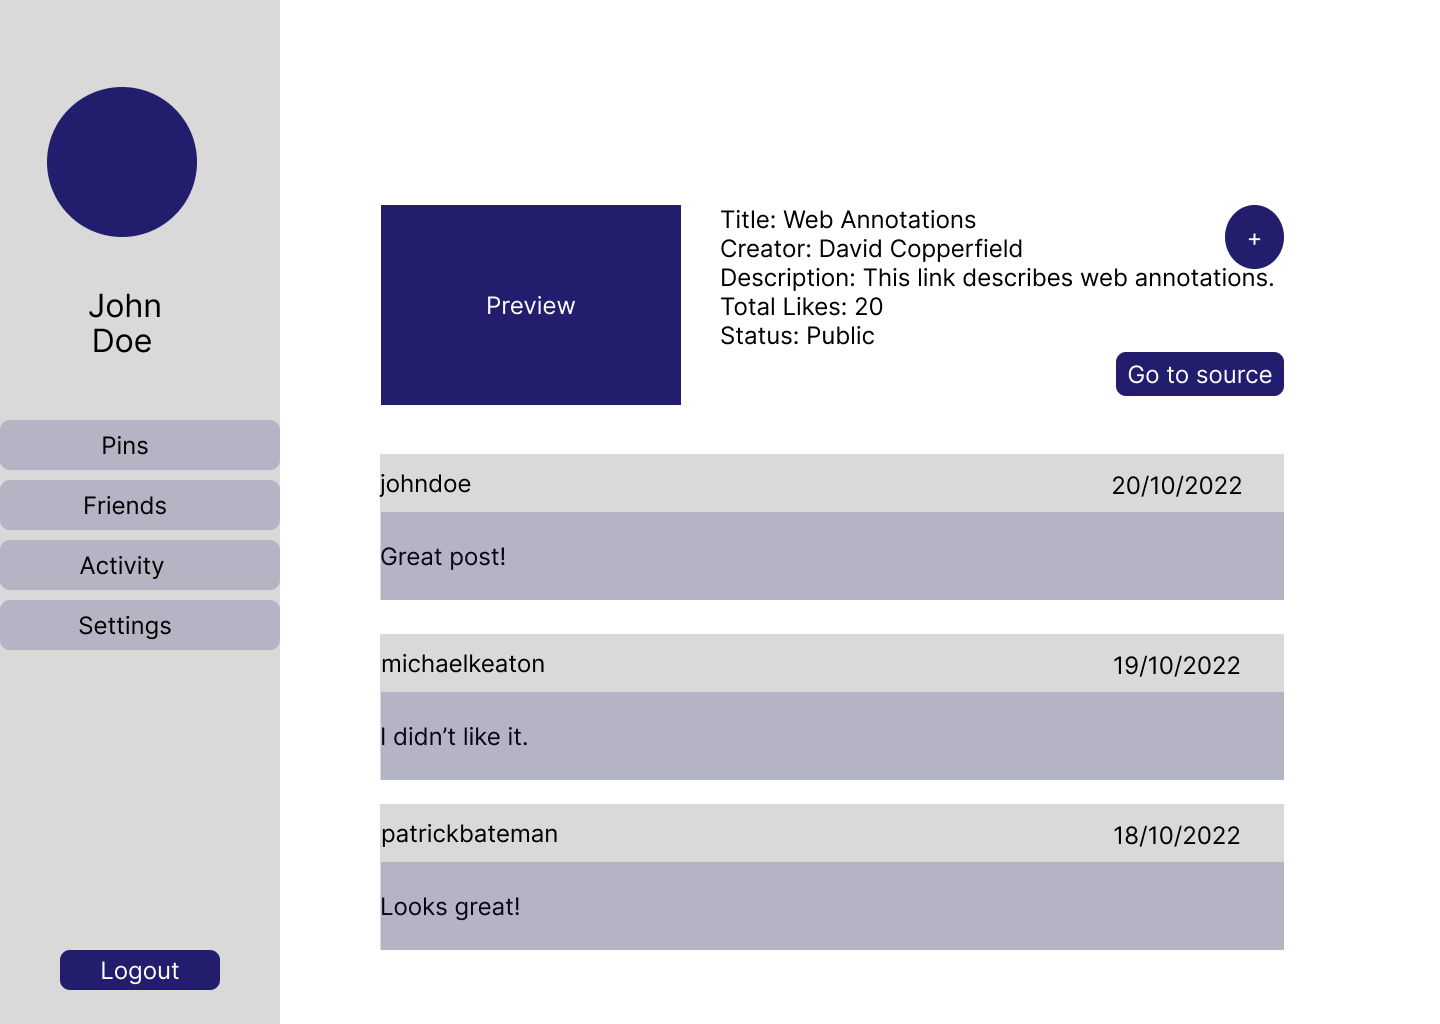 John
Doe
Pins
Friends
Activity
Settings
Logout
Preview
Title: Web Annotations
Creator: David Copperfield
Description: This link describes web annotations.
Total Likes: 20
Status: Public
+
Go to source
johndoe
20/10/2022
Great post!
michaelkeaton
19/10/2022
I didn’t like it.
patrickbateman
18/10/2022
Looks great!